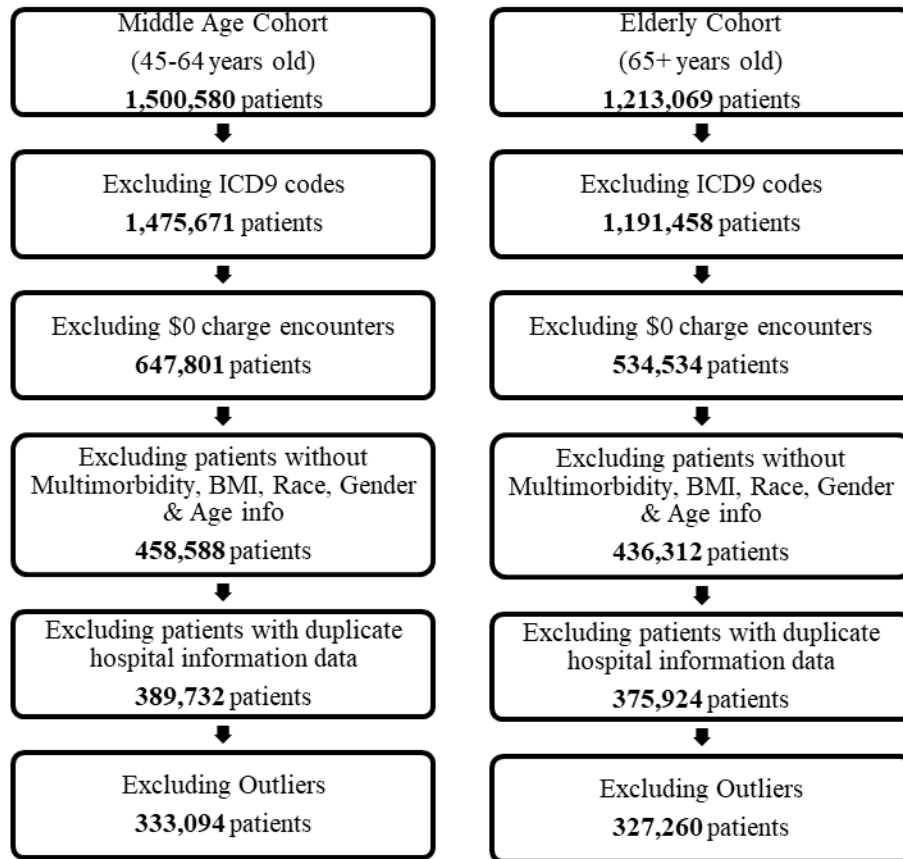 Middle Age Cohort
(45-64 years old)
1,500,580 patients
Excluding ICD9 codes
1,475,671 patients
Excluding $0 charge encounters
647,801 patients
Excluding patients without
Multimorbidity, BMI, Race, Gender
& Age info
458,588 patients
Excluding patients with duplicate
hospital information data
389,732 patients
Excluding Outliers
333,094 patients
Elderly Cohort
(65+ years old)
1,213,069 patients
Excluding ICD9 codes
1,191,458 patients
Excluding $0 charge encounters
534,534 patients
Excluding patients without
Multimorbidity, BMI, Race, Gender
& Age info
436,312 patients
Excluding patients with duplicate
hospital information data
375,924 patients
Excluding Outliers
327,260 patients